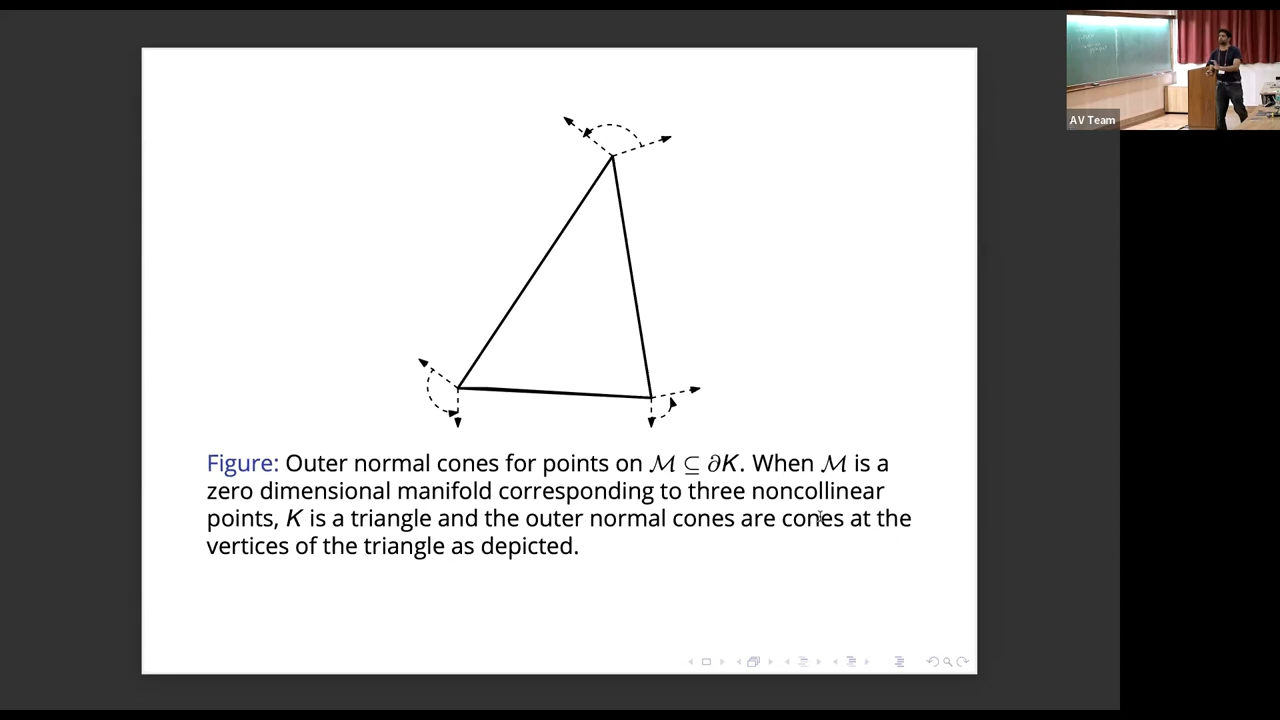 AV Team
Figure: Outer normal cones for points on ℳ ⊆ ∂K. When ℳ is a
zero dimensional manifold corresponding to three noncollinear
points, K is a triangle and the outer normal cones are cones at the
vertices of the triangle as depicted.